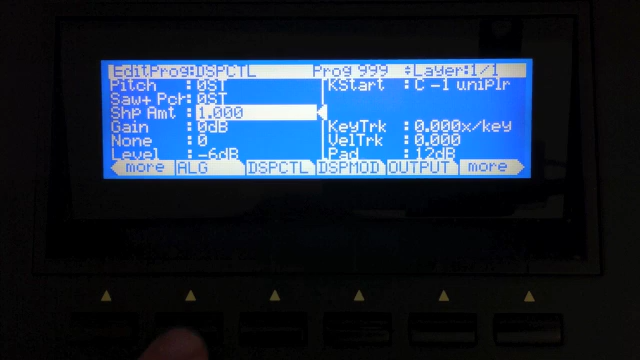 EditProg:DSPCTL Prog 999 ÷Layer:1/1
Pitch : 0ST KStart : C -1 uniPlr
Saw+ Pch: 0ST
Shp Amt : 1.000
Gain : 0dB KeyTrk : 0.000x/key
None : 0 VelTrk : 0.000
Level : -6dB Pad : 12dB
more ALG DSPCTL DSPMOD OUTPUT more